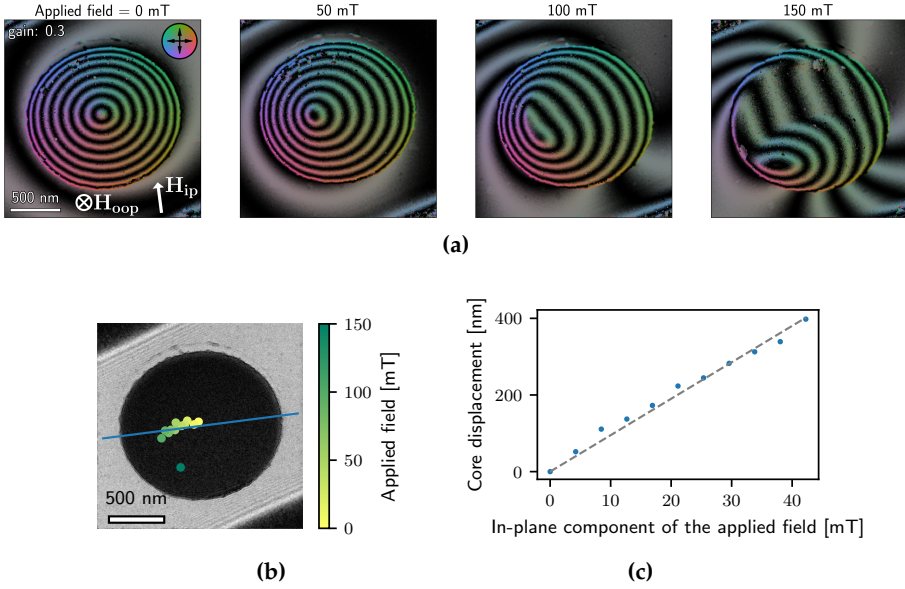 Applied field = 0 mT
50 mT
100 mT
150 mT
gain: 0.3
500 nm
⊗H_oop
H_ip
(a)
150
100
50
0
Applied field [mT]
500 nm
(b)
400
200
0
Core displacement [nm]
0
10
20
30
40
In-plane component of the applied field [mT]
(c)